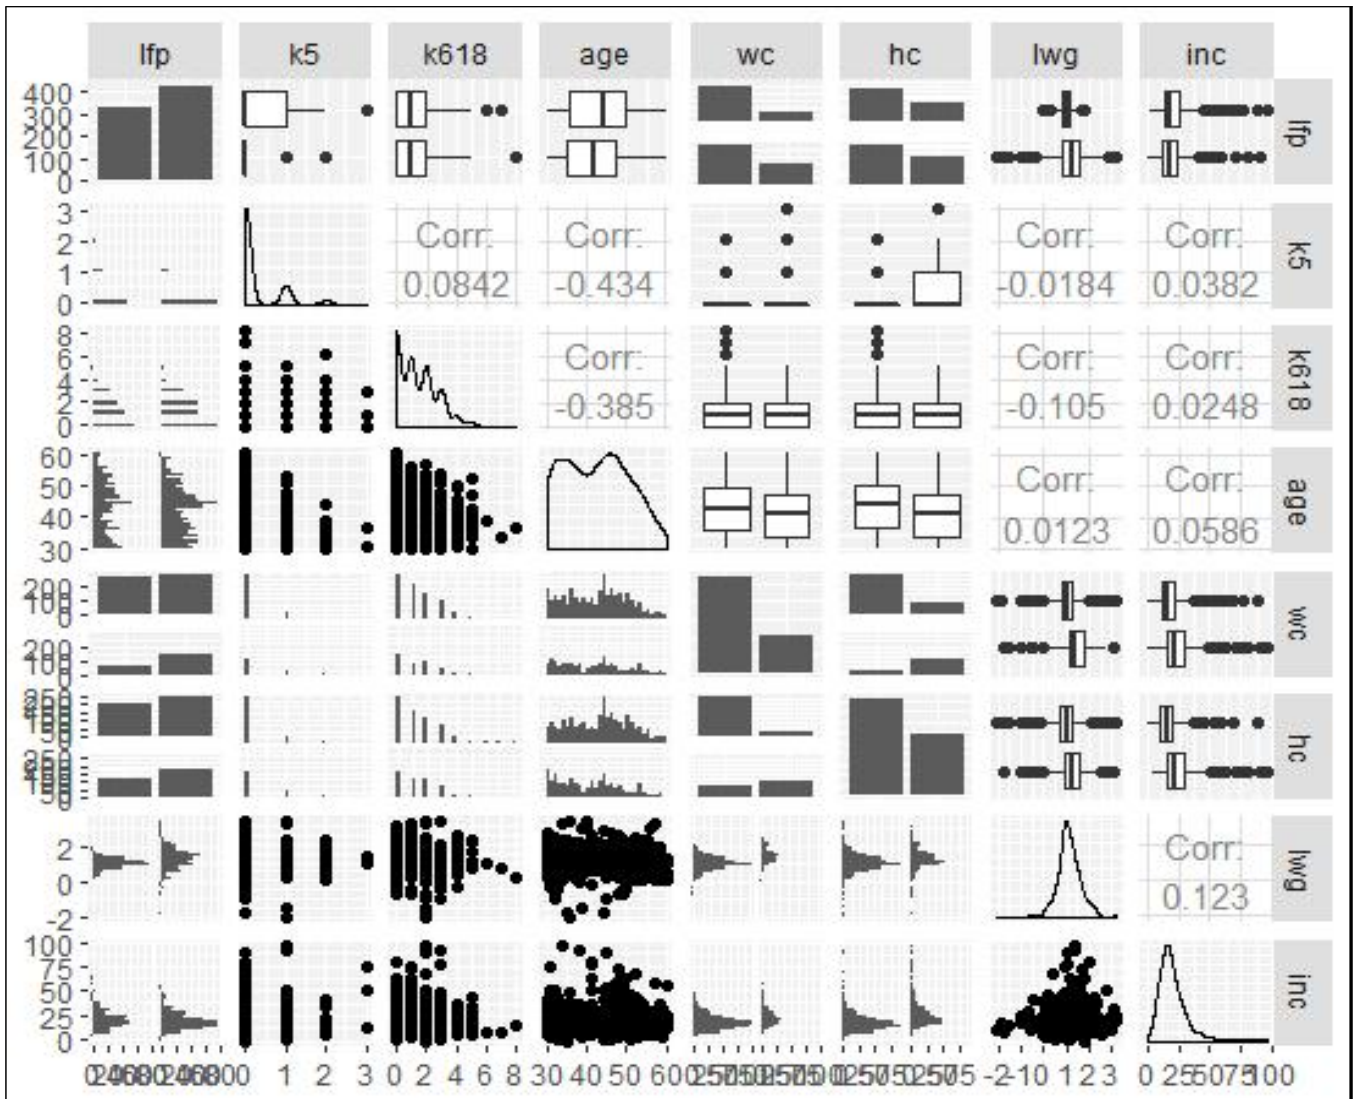 lfp k5 k618 age wc hc lwg inc
400
300
200
100
0
lfp
3
2
1
0
Corr:
0.0842
Corr:
-0.434
Corr:
-0.0184
Corr:
0.0382
k5
8
6
4
2
0
Corr:
-0.385
Corr:
-0.105
Corr:
0.0248
k618
60
50
40
30
Corr:
0.0123
Corr:
0.0586
age
200
100
0
200
100
0
wc
hc
2
0
-2
Corr:
0.123
lwg
100
75
50
25
0
inc
0 1 2 3 0 2 4 6 8 30 40 50 60 -2 -1 0 1 2 3 0 25 50 75 100